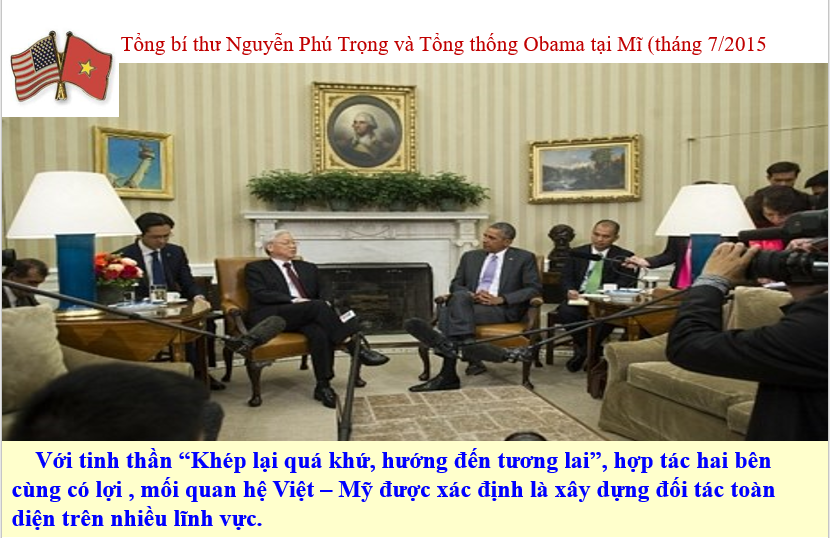 Tổng bí thư Nguyễn Phú Trọng và Tổng thống Obama tại Mĩ (tháng 7/2015
Với tinh thần “Khép lại quá khứ, hướng đến tương lai”, hợp tác hai bên
cùng có lợi , mối quan hệ Việt – Mỹ được xác định là xây dựng đối tác toàn
diện trên nhiều lĩnh vực.